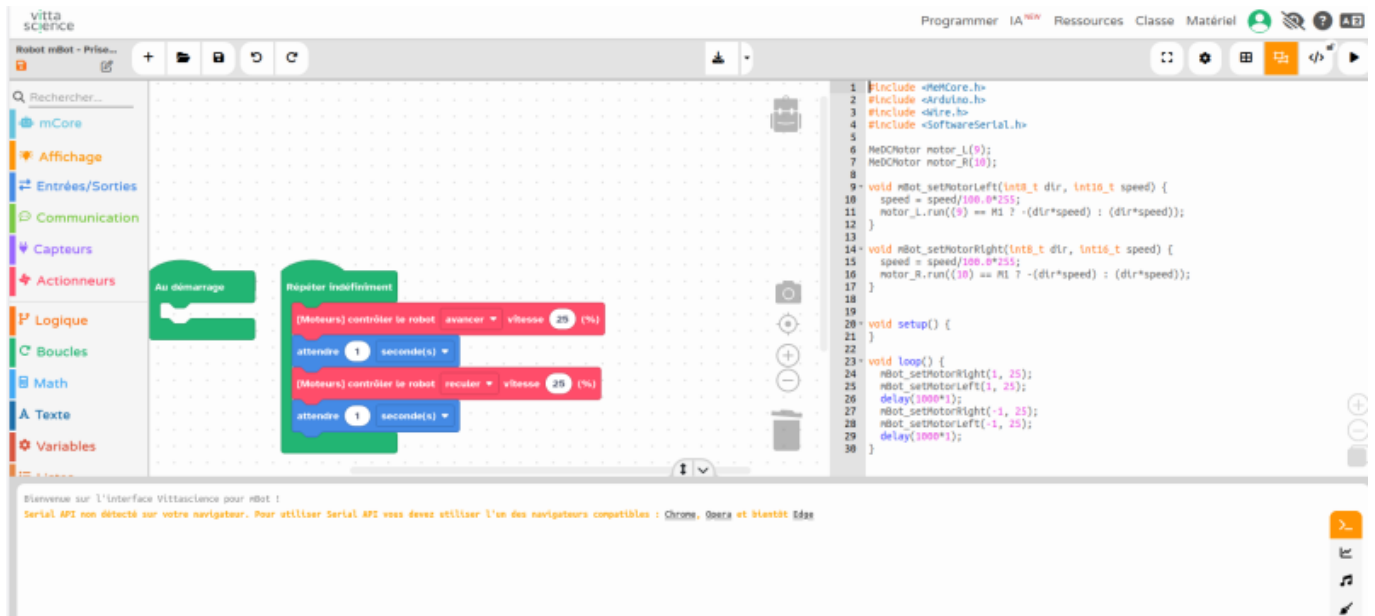 vitta
science
Programmer IA NEW Ressources Classe Matériel
Robot mBot - Prise...
Rechercher...
mCore
Affichage
Entrées/Sorties
Communication
Capteurs
Actionneurs
Logique
Boucles
Math
Texte
Variables
Listes
Au démarrage
Répéter indéfiniment
[Moteurs] contrôler le robot avancer vitesse 25 (%)
attendre 1 seconde(s)
[Moteurs] contrôler le robot reculer vitesse 25 (%)
attendre 1 seconde(s)
1 #include <MeMCore.h>
2 #include <Arduino.h>
3 #include <Wire.h>
4 #include <SoftwareSerial.h>
5
6 MeDCMotor motor_L(9);
7 MeDCMotor motor_R(10);
8
9 void mBot_setMotorLeft(int8_t dir, int16_t speed) {
10 speed = speed/100.0*255;
11 motor_L.run((9) == M1 ? -(dir*speed) : (dir*speed));
12 }
13
14 void mBot_setMotorRight(int8_t dir, int16_t speed) {
15 speed = speed/100.0*255;
16 motor_R.run((10) == M1 ? -(dir*speed) : (dir*speed));
17 }
18
19
20 void setup() {
21 }
22
23 void loop() {
24 mBot_setMotorRight(1, 25);
25 mBot_setMotorLeft(1, 25);
26 delay(1000*1);
27 mBot_setMotorRight(-1, 25);
28 mBot_setMotorLeft(-1, 25);
29 delay(1000*1);
30 }
Bienvenue sur l'interface Vittascience pour mBot !
Serial API non détecté sur votre navigateur. Pour utiliser Serial API vous devez utiliser l'un des navigateurs compatibles : Chrome, Opera et bientôt Edge